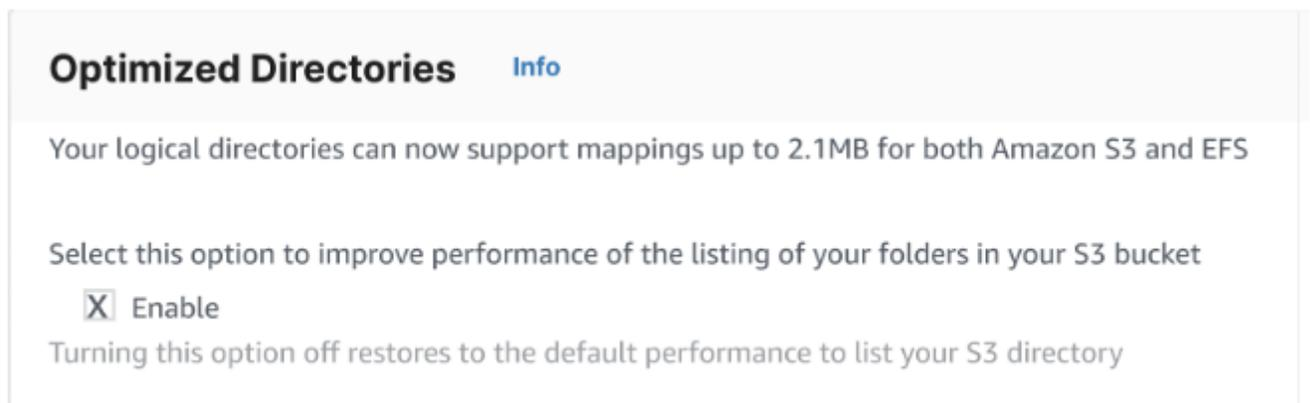 Optimized Directories Info
Your logical directories can now support mappings up to 2.1MB for both Amazon S3 and EFS
Select this option to improve performance of the listing of your folders in your S3 bucket
X Enable
Turning this option off restores to the default performance to list your S3 directory